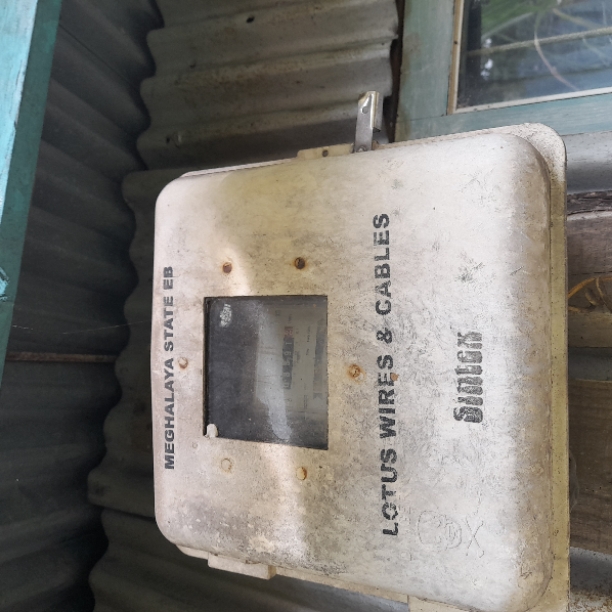 MEGHALAYA STATE EB
LOTUS WIRES & CABLES
Sintex